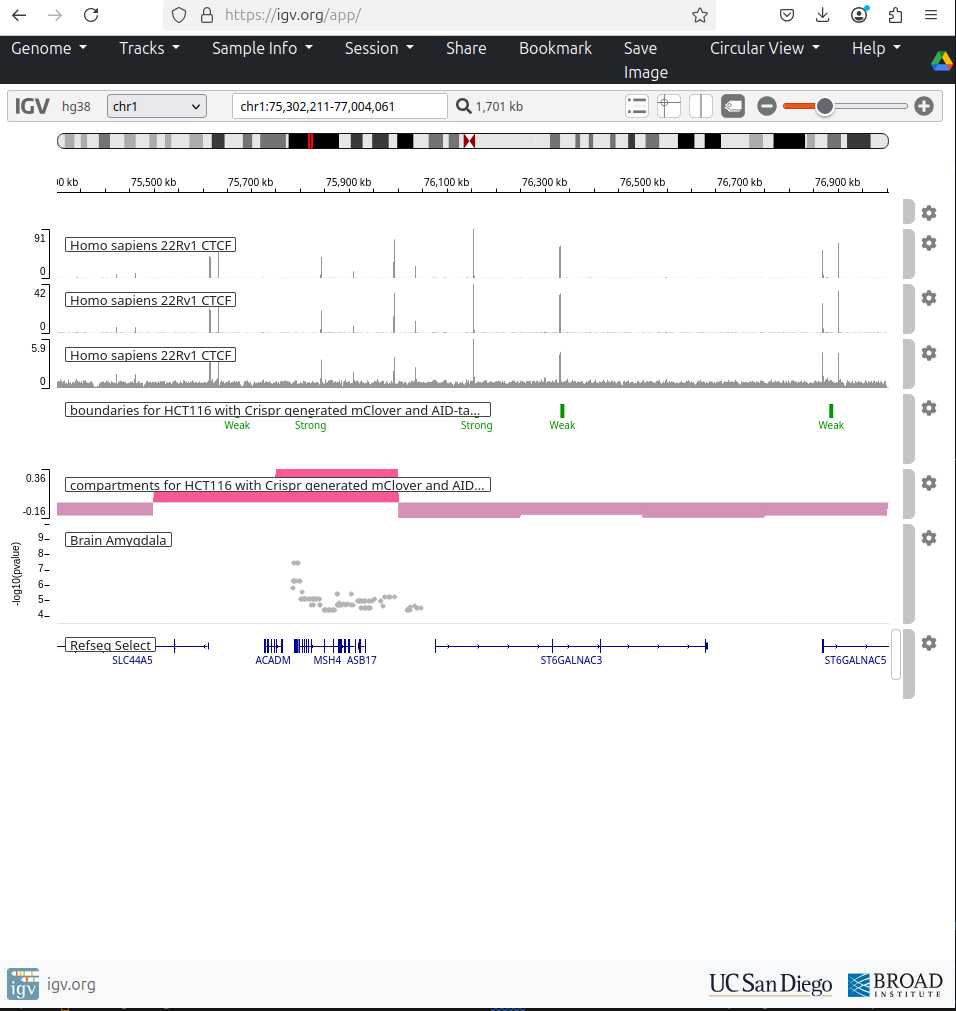 https://igv.org/app/
Genome Tracks Sample Info Session Share Bookmark Save Image Circular View Help
IGV hg38 chr1 chr1:75,302,211-77,004,061 1,701 kb
00 kb 75,500 kb 75,700 kb 75,900 kb 76,100 kb 76,300 kb 76,500 kb 76,700 kb 76,900 kb
91
Homo sapiens 22Rv1 CTCF
0
42
Homo sapiens 22Rv1 CTCF
0
5.9
Homo sapiens 22Rv1 CTCF
0
boundaries for HCT116 with Crispr generated mClover and AID-ta...
Weak Strong Strong Weak Weak
0.36
compartments for HCT116 with Crispr generated mClover and AID...
-0.16
Brain Amygdala
-log10(pvalue)
9
8
7
6
5
4
Refseq Select
SLC44A5 ACADM MSH4 ASB17 ST6GALNAC3 ST6GALNAC5
igv igv.org UC San Diego BROAD
INSTITUTE